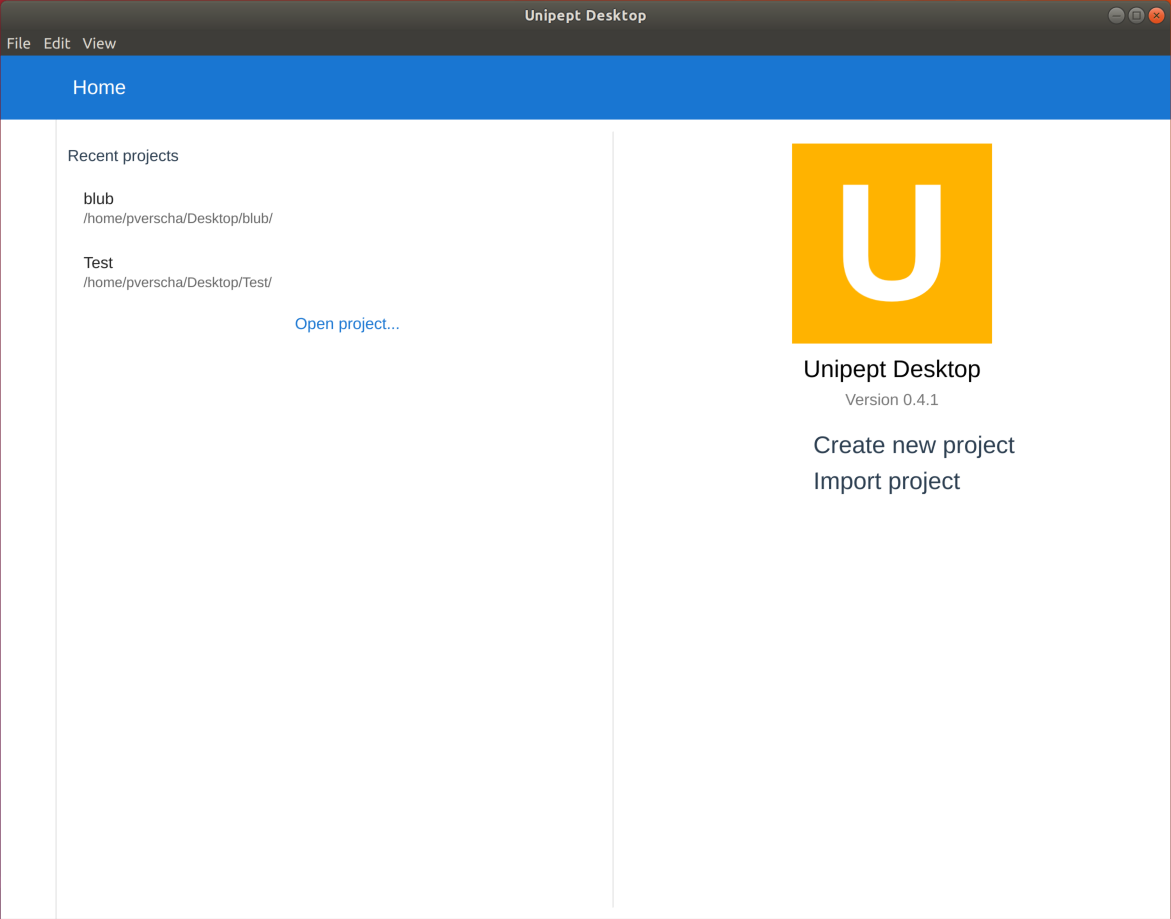 Unipept Desktop
File Edit View
Home
Recent projects
blub
/home/pverscha/Desktop/blub/
Test
/home/pverscha/Desktop/Test/
Open project...
U
Unipept Desktop
Version 0.4.1
Create new project
Import project